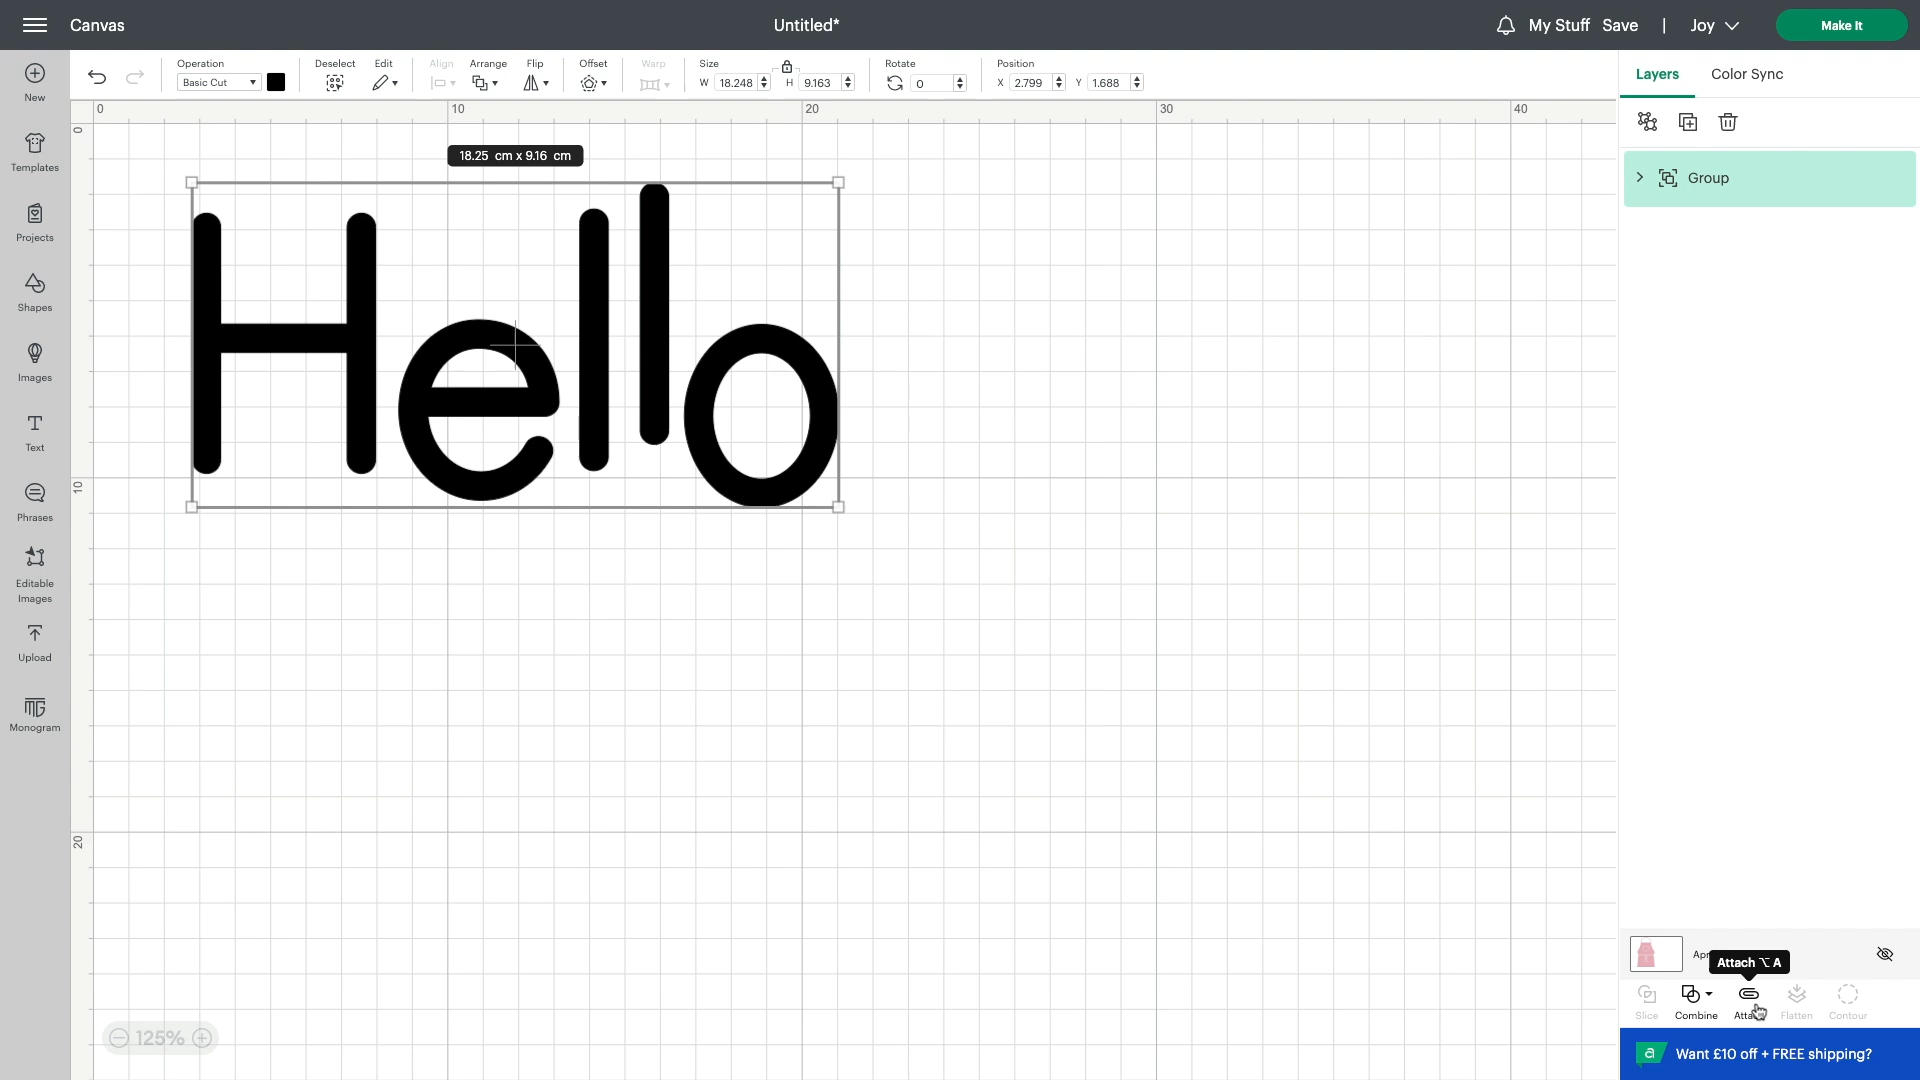 Canvas
Untitled*
My Stuff Save | Joy
Make It
Operation
Deselect Edit Align Arrange Flip Offset Warp Size Rotate Position
Basic Cut
W 18.248 H 9.163 0 X 2.799 Y 1.688
Layers Color Sync
New
Templates
Projects
Shapes
Images
Text
Phrases
Editable
Images
Upload
Monogram
0 10 20 30 40
0
10
20
18.25 cm x 9.16 cm
Hello
Group
Attach ⌥ A
Slice Combine Flatten Contour
125%
a Want £10 off + FREE shipping?